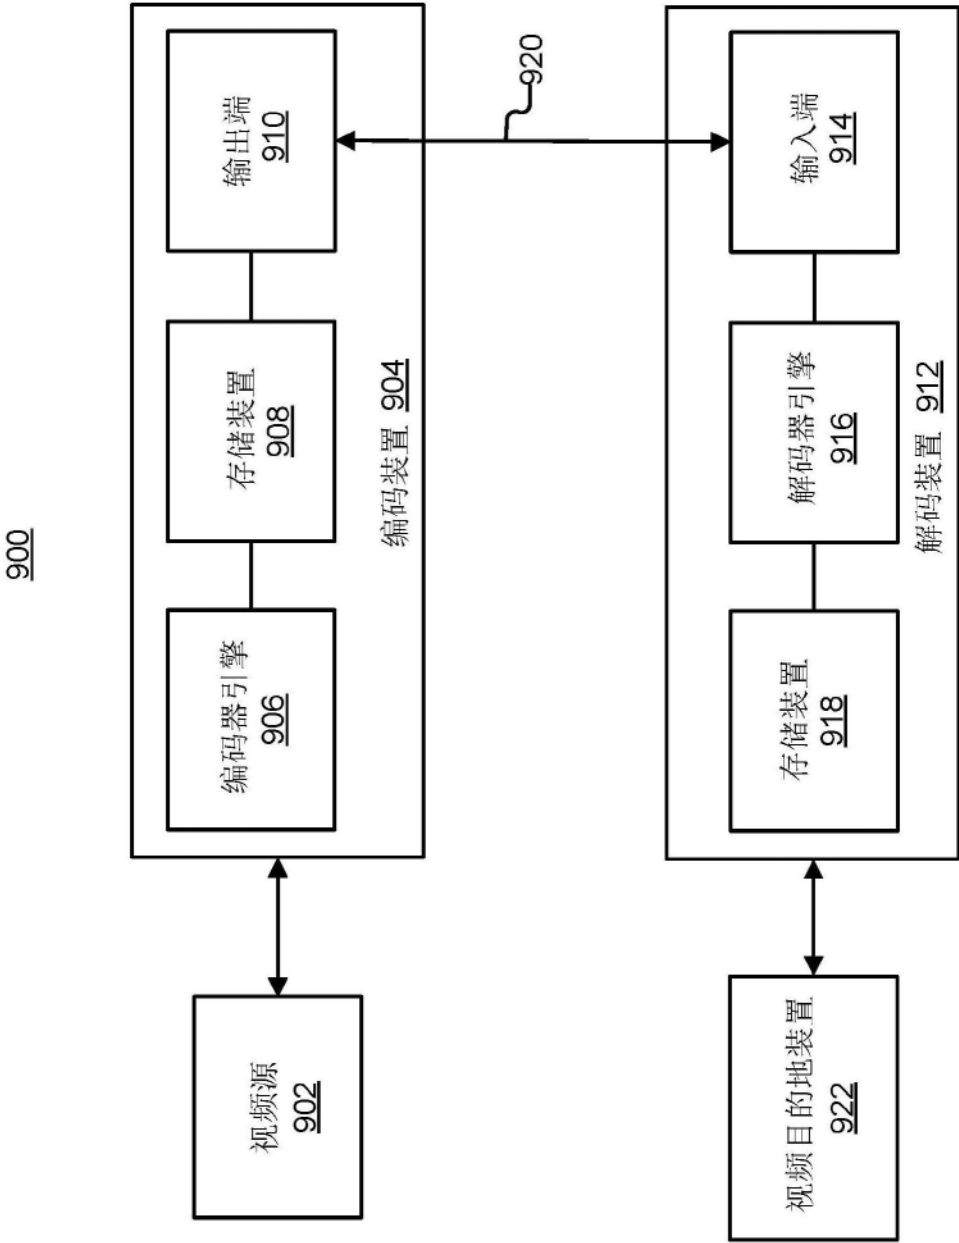 900
视频源
902
编码器引擎
906
存储装置
908
输出端
910
编码装置 904
920
视频目的地装置
922
存储装置
918
解码器引擎
916
输入端
914
解码装置 912